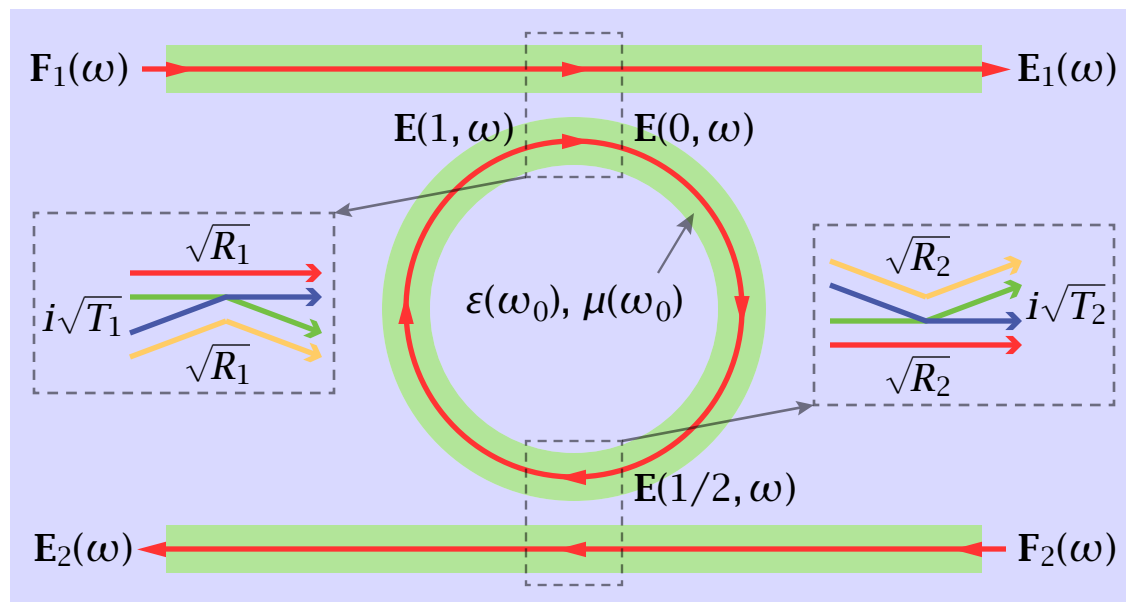 𝐅₁(ω)
𝐄₁(ω)
𝐄(1, ω)
𝐄(0, ω)
√R₁
i√T₁
√R₁
ε(ω₀), μ(ω₀)
√R₂
i√T₂
√R₂
𝐄(1/2, ω)
𝐄₂(ω)
𝐅₂(ω)